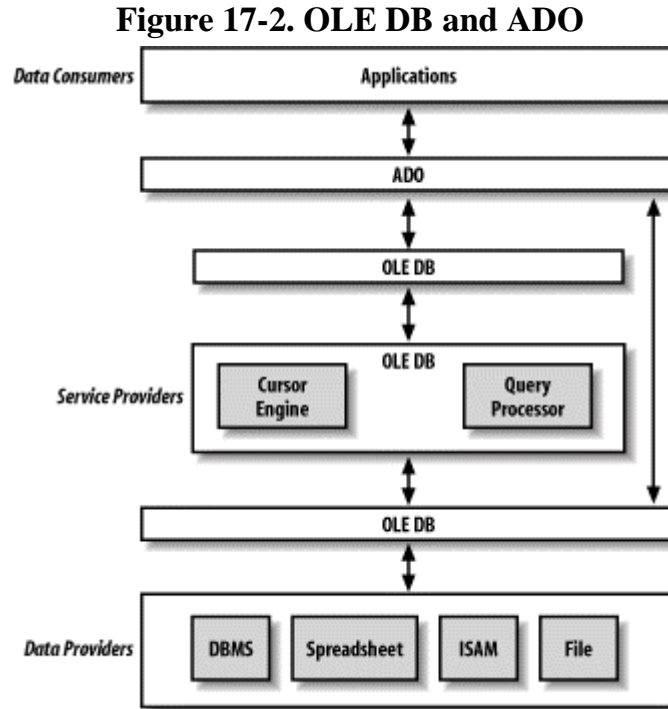 Figure 17-2. OLE DB and ADO
Data Consumers
Applications
ADO
OLE DB
OLE DB
Service Providers
Cursor
Engine
Query
Processor
OLE DB
Data Providers
DBMS
Spreadsheet
ISAM
File